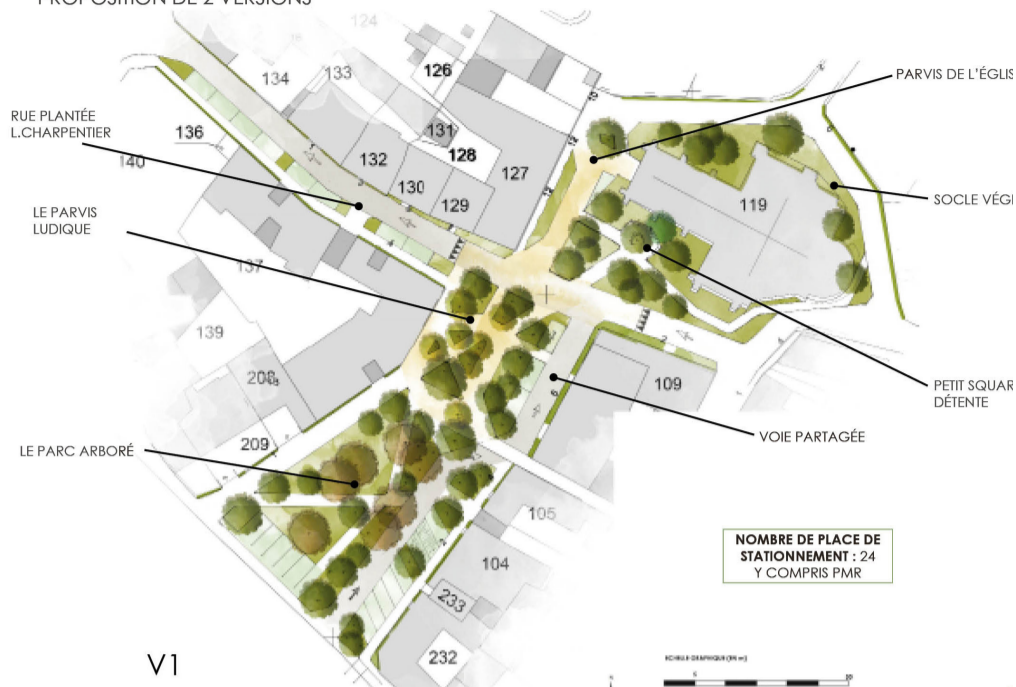 PROPOSITION DE 2 VERSIONS
124
134
133
126
136
140
131
132
128
130
127
129
119
137
139
208
209
109
105
104
233
232
RUE PLANTÉE
L.CHARPENTIER
LE PARVIS
LUDIQUE
LE PARC ARBORÉ
PARVIS DE L'ÉGLIS
SOCLE VÉG
PETIT SQUAR
DÉTENTE
VOIE PARTAGÉE
NOMBRE DE PLACE DE
STATIONNEMENT : 24
Y COMPRIS PMR
V1